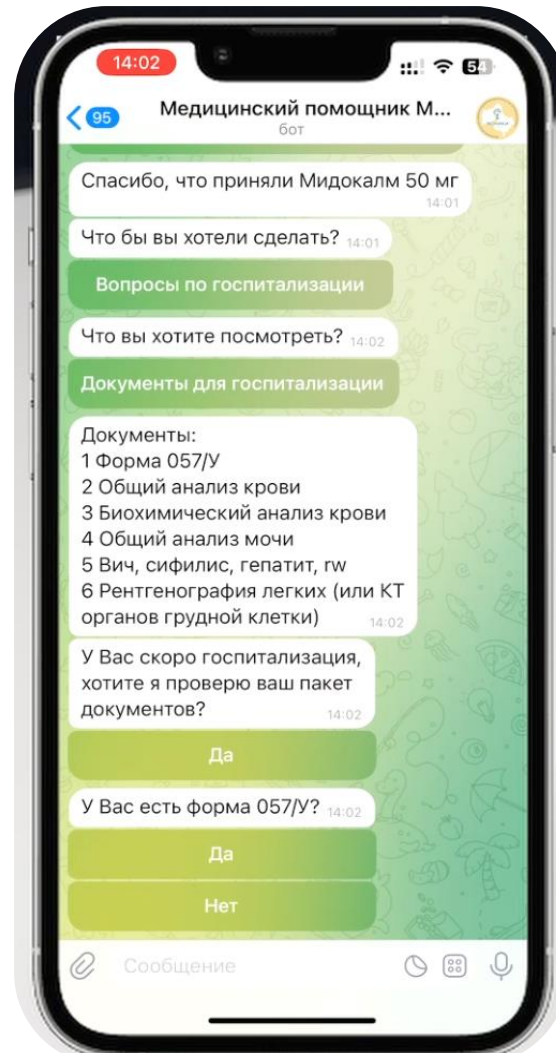 14:02
54
95
Медицинский помощник М...
бот
Спасибо, что приняли Мидокалм 50 мг
14:01
Что бы вы хотели сделать? 14:01
Вопросы по госпитализации
Что вы хотите посмотреть? 14:02
Документы для госпитализации
Документы:
1 Форма 057/У
2 Общий анализ крови
3 Биохимический анализ крови
4 Общий анализ мочи
5 Вич, сифилис, гепатит, rw
6 Рентгенография легких (или КТ
органов грудной клетки) 14:02
У Вас скоро госпитализация,
хотите я проверю ваш пакет
документов? 14:02
Да
У Вас есть форма 057/У? 14:02
Да
Нет
Сообщение